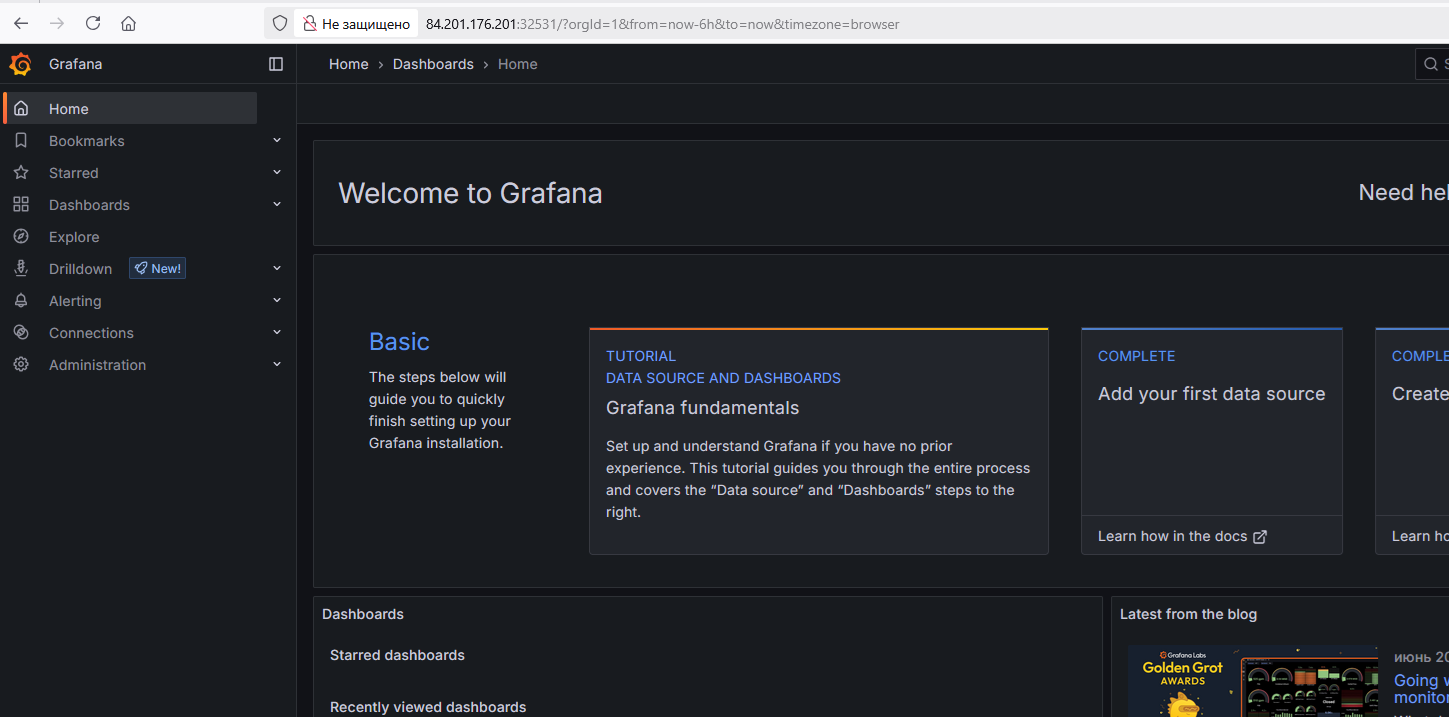 Не защищено
84.201.176.201:32531/?orgId=1&from=now-6h&to=now&timezone=browser
Grafana
Home › Dashboards › Home
Home
Bookmarks
Starred
Dashboards
Explore
Drilldown New!
Alerting
Connections
Administration
Welcome to Grafana
Need hel
Basic
The steps below will
guide you to quickly
finish setting up your
Grafana installation.
TUTORIAL
DATA SOURCE AND DASHBOARDS
Grafana fundamentals
Set up and understand Grafana if you have no prior
experience. This tutorial guides you through the entire process
and covers the “Data source” and “Dashboards” steps to the
right.
COMPLETE
Add your first data source
Learn how in the docs
COMPLE
Create
Learn ho
Dashboards
Starred dashboards
Recently viewed dashboards
Latest from the blog
Grafana Labs
Golden Grot
AWARDS
июнь 20
Going w
monitor